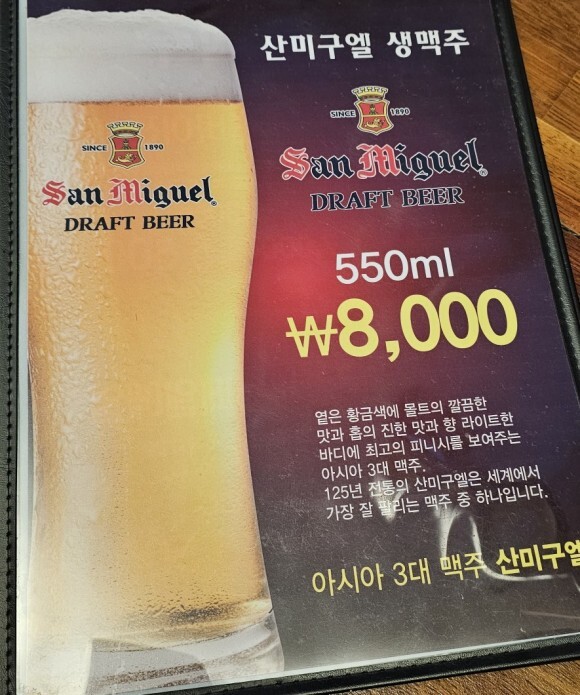 산미구엘 생맥주
SINCE 1890
San Miguel®
DRAFT BEER
SINCE 1890
San Miguel®
DRAFT BEER
550ml
₩8,000
옅은 황금색에 몰트의 깔끔한
맛과 홉의 진한 맛과 향 라이트한
바디에 최고의 피니시를 보여주는
아시아 3대 맥주.
125년 전통의 산미구엘은 세계에서
가장 잘 팔리는 맥주 중 하나입니다.
아시아 3대 맥주 산미구엘